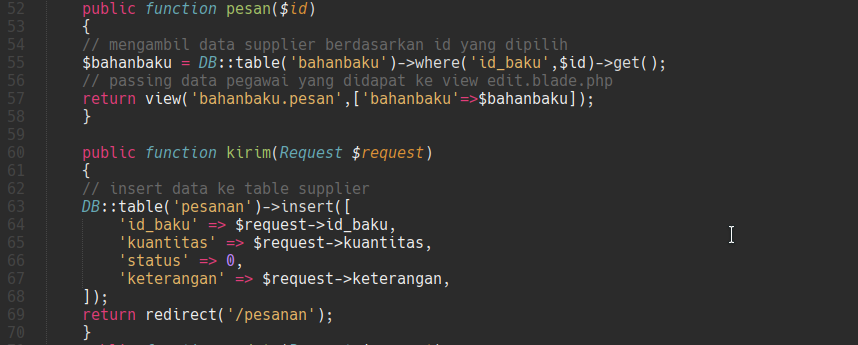 52 public function pesan($id)
53 {
54 // mengambil data supplier berdasarkan id yang dipilih
55 $bahanbaku = DB::table('bahanbaku')->where('id_baku',$id)->get();
56 // passing data pegawai yang didapat ke view edit.blade.php
57 return view('bahanbaku.pesan',['bahanbaku'=>$bahanbaku]);
58 }
59
60 public function kirim(Request $request)
61 {
62 // insert data ke table supplier
63 DB::table('pesanan')->insert([
64 'id_baku' => $request->id_baku,
65 'kuantitas' => $request->kuantitas,
66 'status' => 0,
67 'keterangan' => $request->keterangan,
68 ]);
69 return redirect('/pesanan');
70 }